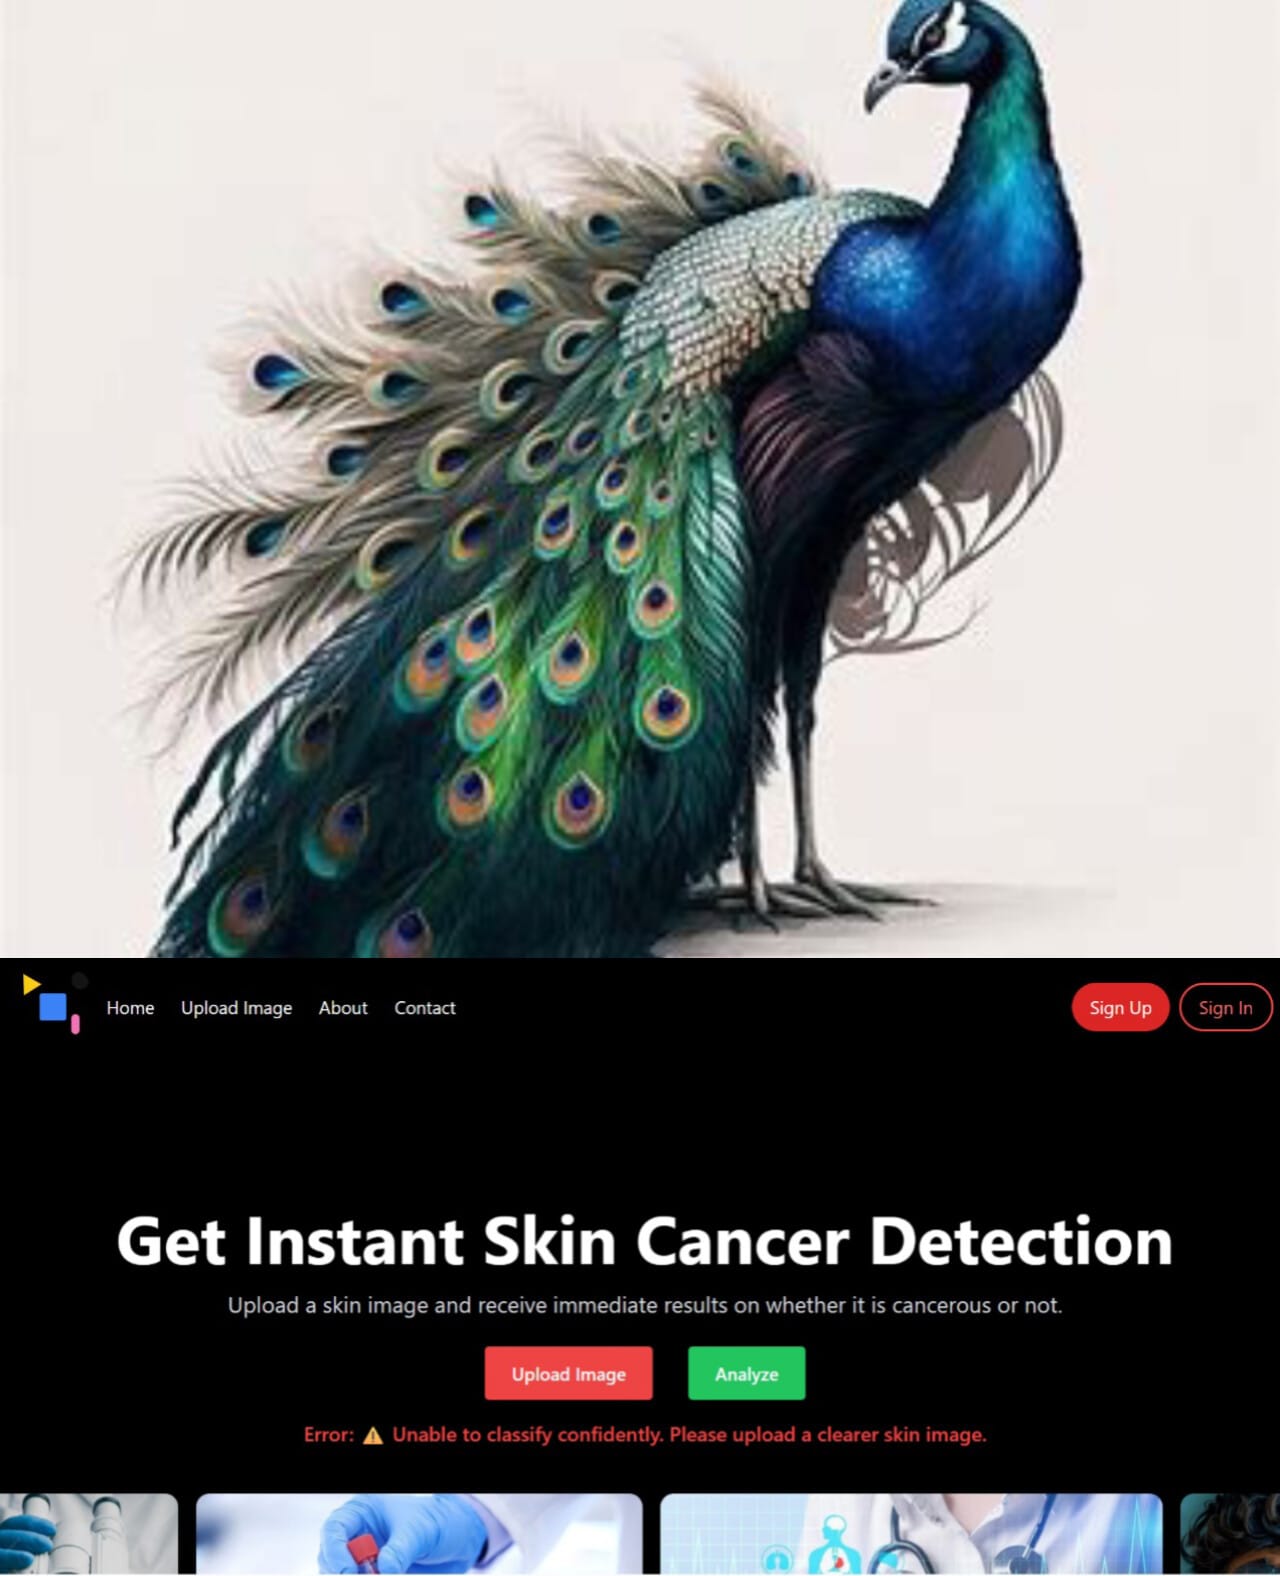 Home Upload Image About Contact Sign Up Sign In
Get Instant Skin Cancer Detection
Upload a skin image and receive immediate results on whether it is cancerous or not.
Upload Image Analyze
Error: ⚠ Unable to classify confidently. Please upload a clearer skin image.